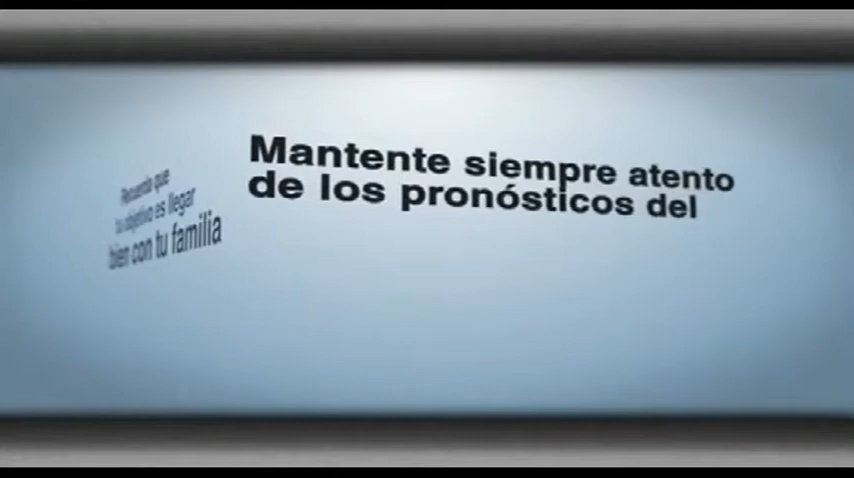 Recuerda que
tu objetivo es llegar
bien con tu familia
Mantente siempre atento
de los pronósticos del